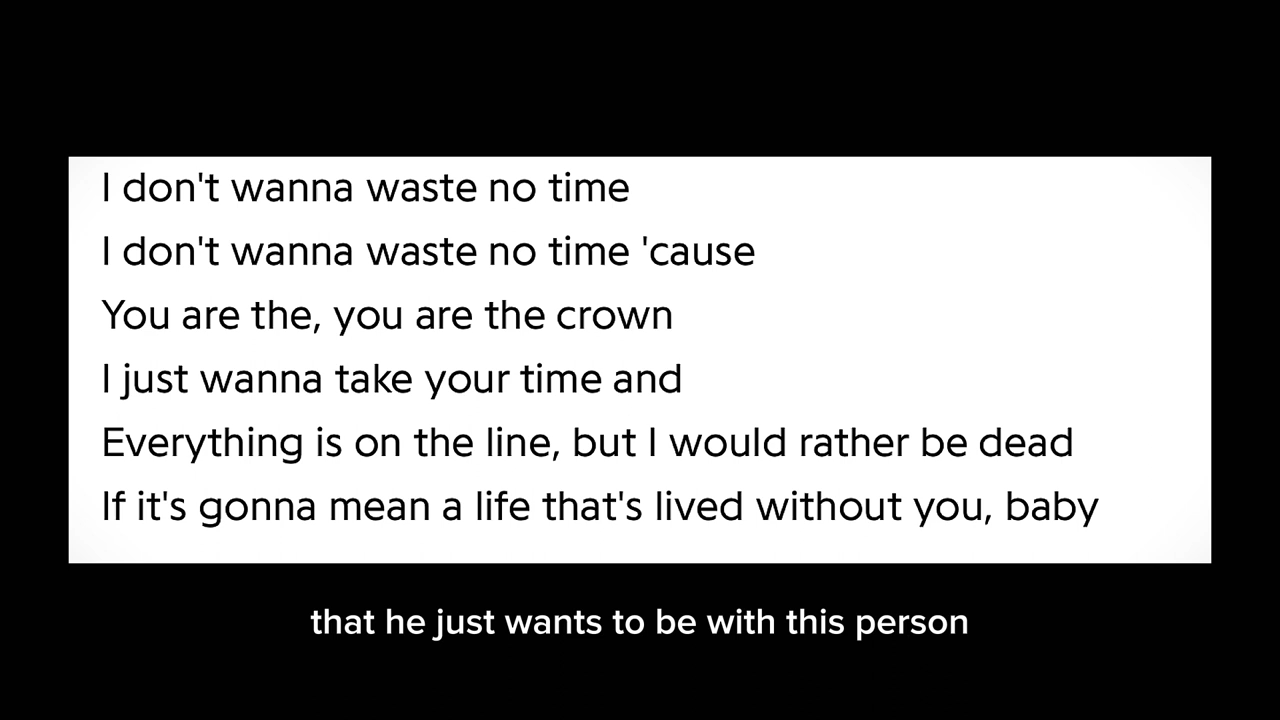 I don't wanna waste no time
I don't wanna waste no time 'cause
You are the, you are the crown
I just wanna take your time and
Everything is on the line, but I would rather be dead
If it's gonna mean a life that's lived without you, baby
that he just wants to be with this person